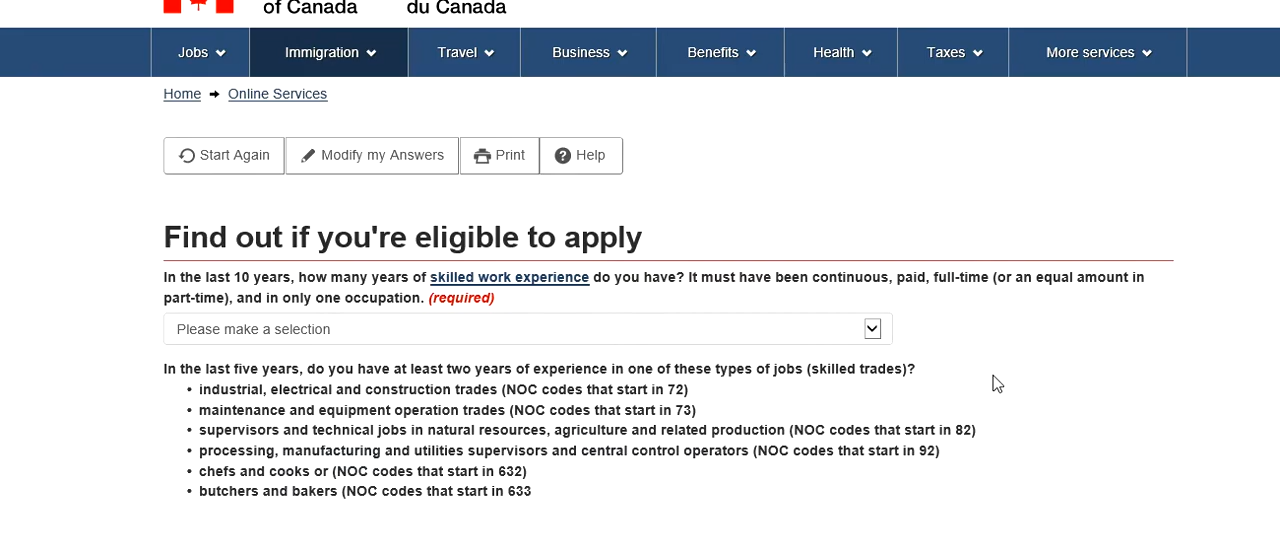 of Canada du Canada
Jobs Immigration Travel Business Benefits Health Taxes More services
Home Online Services
Start Again Modify my Answers Print Help
Find out if you're eligible to apply
In the last 10 years, how many years of skilled work experience do you have? It must have been continuous, paid, full-time (or an equal amount in
part-time), and in only one occupation. (required)
Please make a selection
In the last five years, do you have at least two years of experience in one of these types of jobs (skilled trades)?
• industrial, electrical and construction trades (NOC codes that start in 72)
• maintenance and equipment operation trades (NOC codes that start in 73)
• supervisors and technical jobs in natural resources, agriculture and related production (NOC codes that start in 82)
• processing, manufacturing and utilities supervisors and central control operators (NOC codes that start in 92)
• chefs and cooks or (NOC codes that start in 632)
• butchers and bakers (NOC codes that start in 633